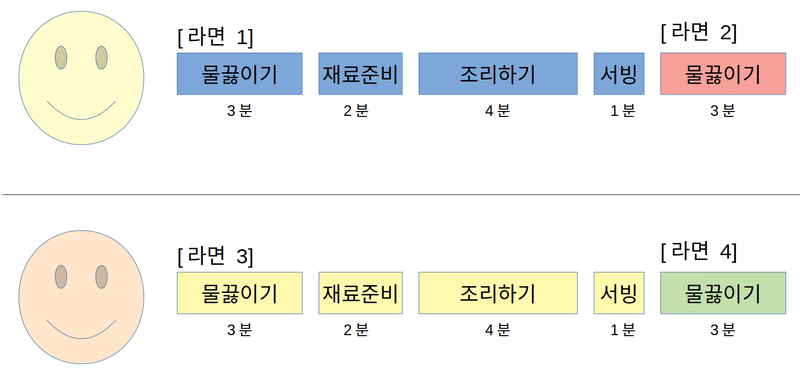 [ 라면 1]
[ 라면 2]
물끓이기 재료준비 조리하기 서빙 물끓이기
3 분 2 분 4 분 1 분 3 분
[ 라면 3]
[ 라면 4]
물끓이기 재료준비 조리하기 서빙 물끓이기
3 분 2 분 4 분 1 분 3 분